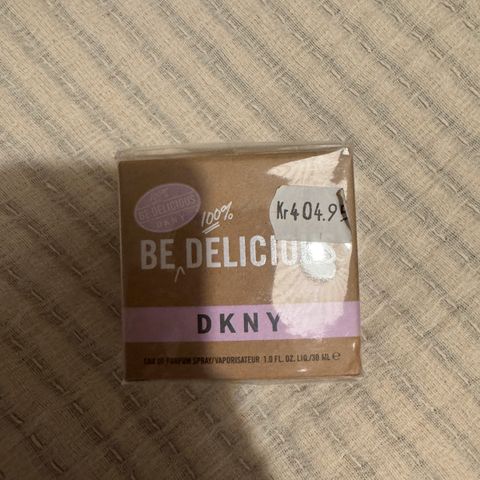 BE DELICIOUS
DKNY
100%
Kr404.95
BE DELICIOUS
DKNY
EAU DE PARFUM SPRAY/VAPORISATEUR 1.0 FL. OZ. LIQ./30 ML ℮